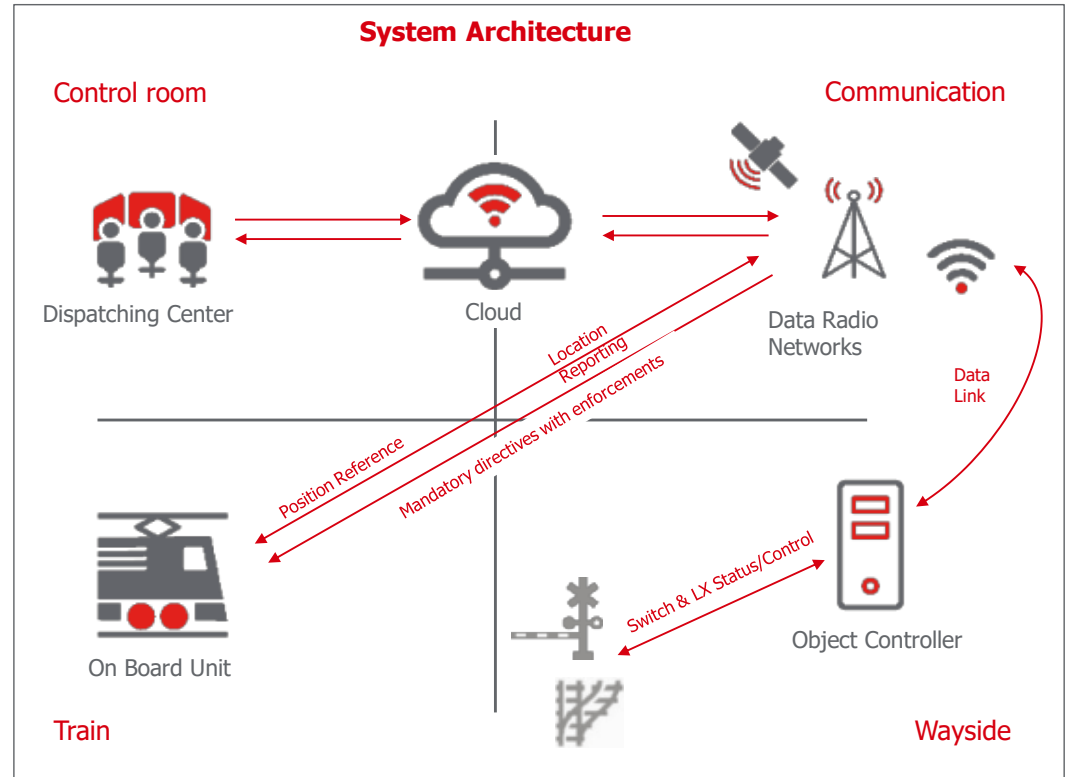 System Architecture
Control room
Communication
Dispatching Center
Cloud
Data Radio
Networks
Location
Reporting
Position Reference
Mandatory directives with enforcements
Data
Link
Switch & LX Status/Control
On Board Unit
Object Controller
Train
Wayside